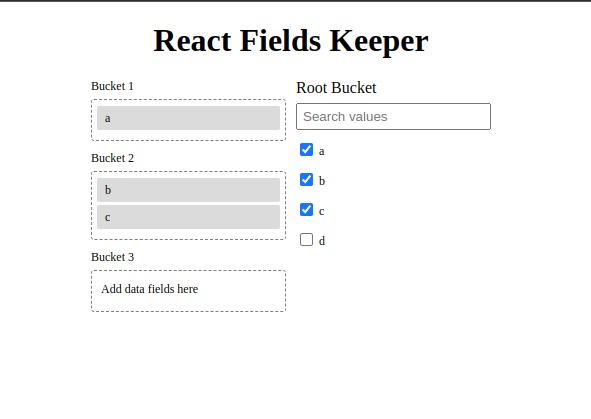 React Fields Keeper
Bucket 1
a
Bucket 2
b
c
Bucket 3
Add data fields here
Root Bucket
Search values
a
b
c
d